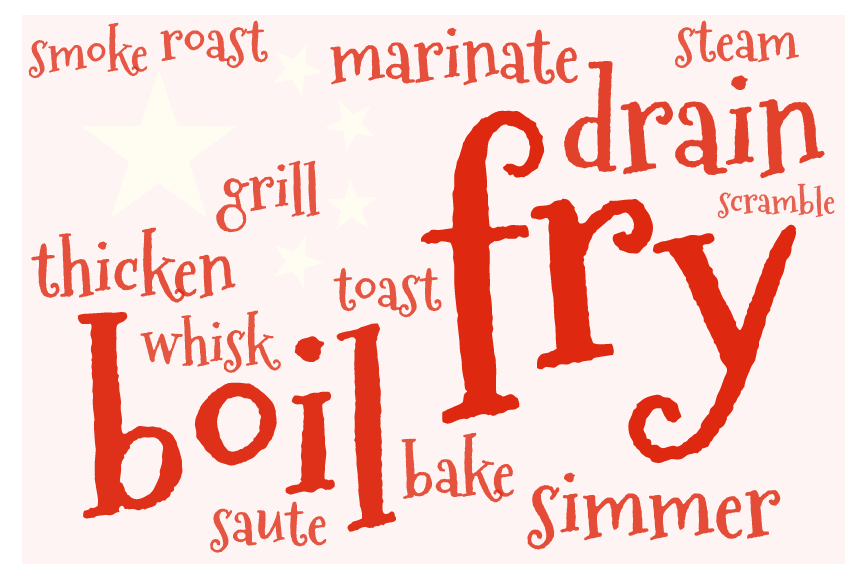 smoke roast
marinate
steam
drain
grill
scramble
fry
thicken
toast
whisk
boil
bake
saute
simmer